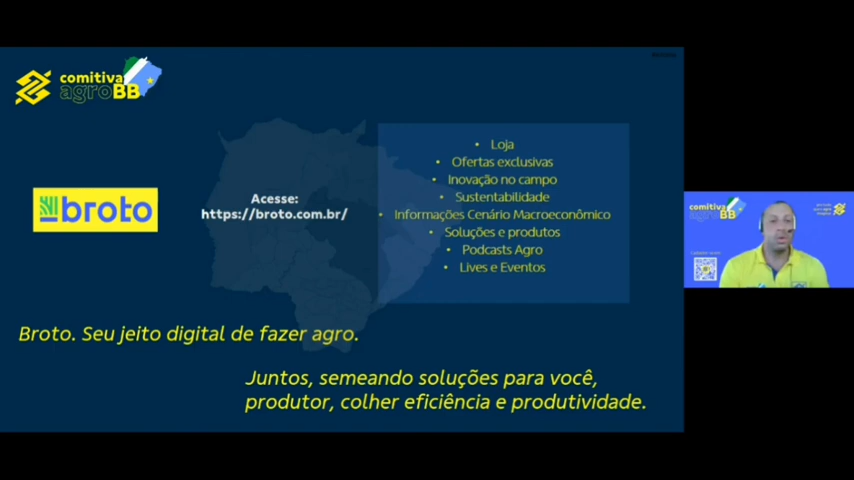 comitiva
agroBB
broto
Acesse:
https://broto.com.br/
• Loja
• Ofertas exclusivas
• Inovação no campo
• Sustentabilidade
• Informações Cenário Macroeconômico
• Soluções e produtos
• Podcasts Agro
• Lives e Eventos
Broto. Seu jeito digital de fazer agro.
Juntos, semeando soluções para você,
produtor, colher eficiência e produtividade.
comitiva
agroBB